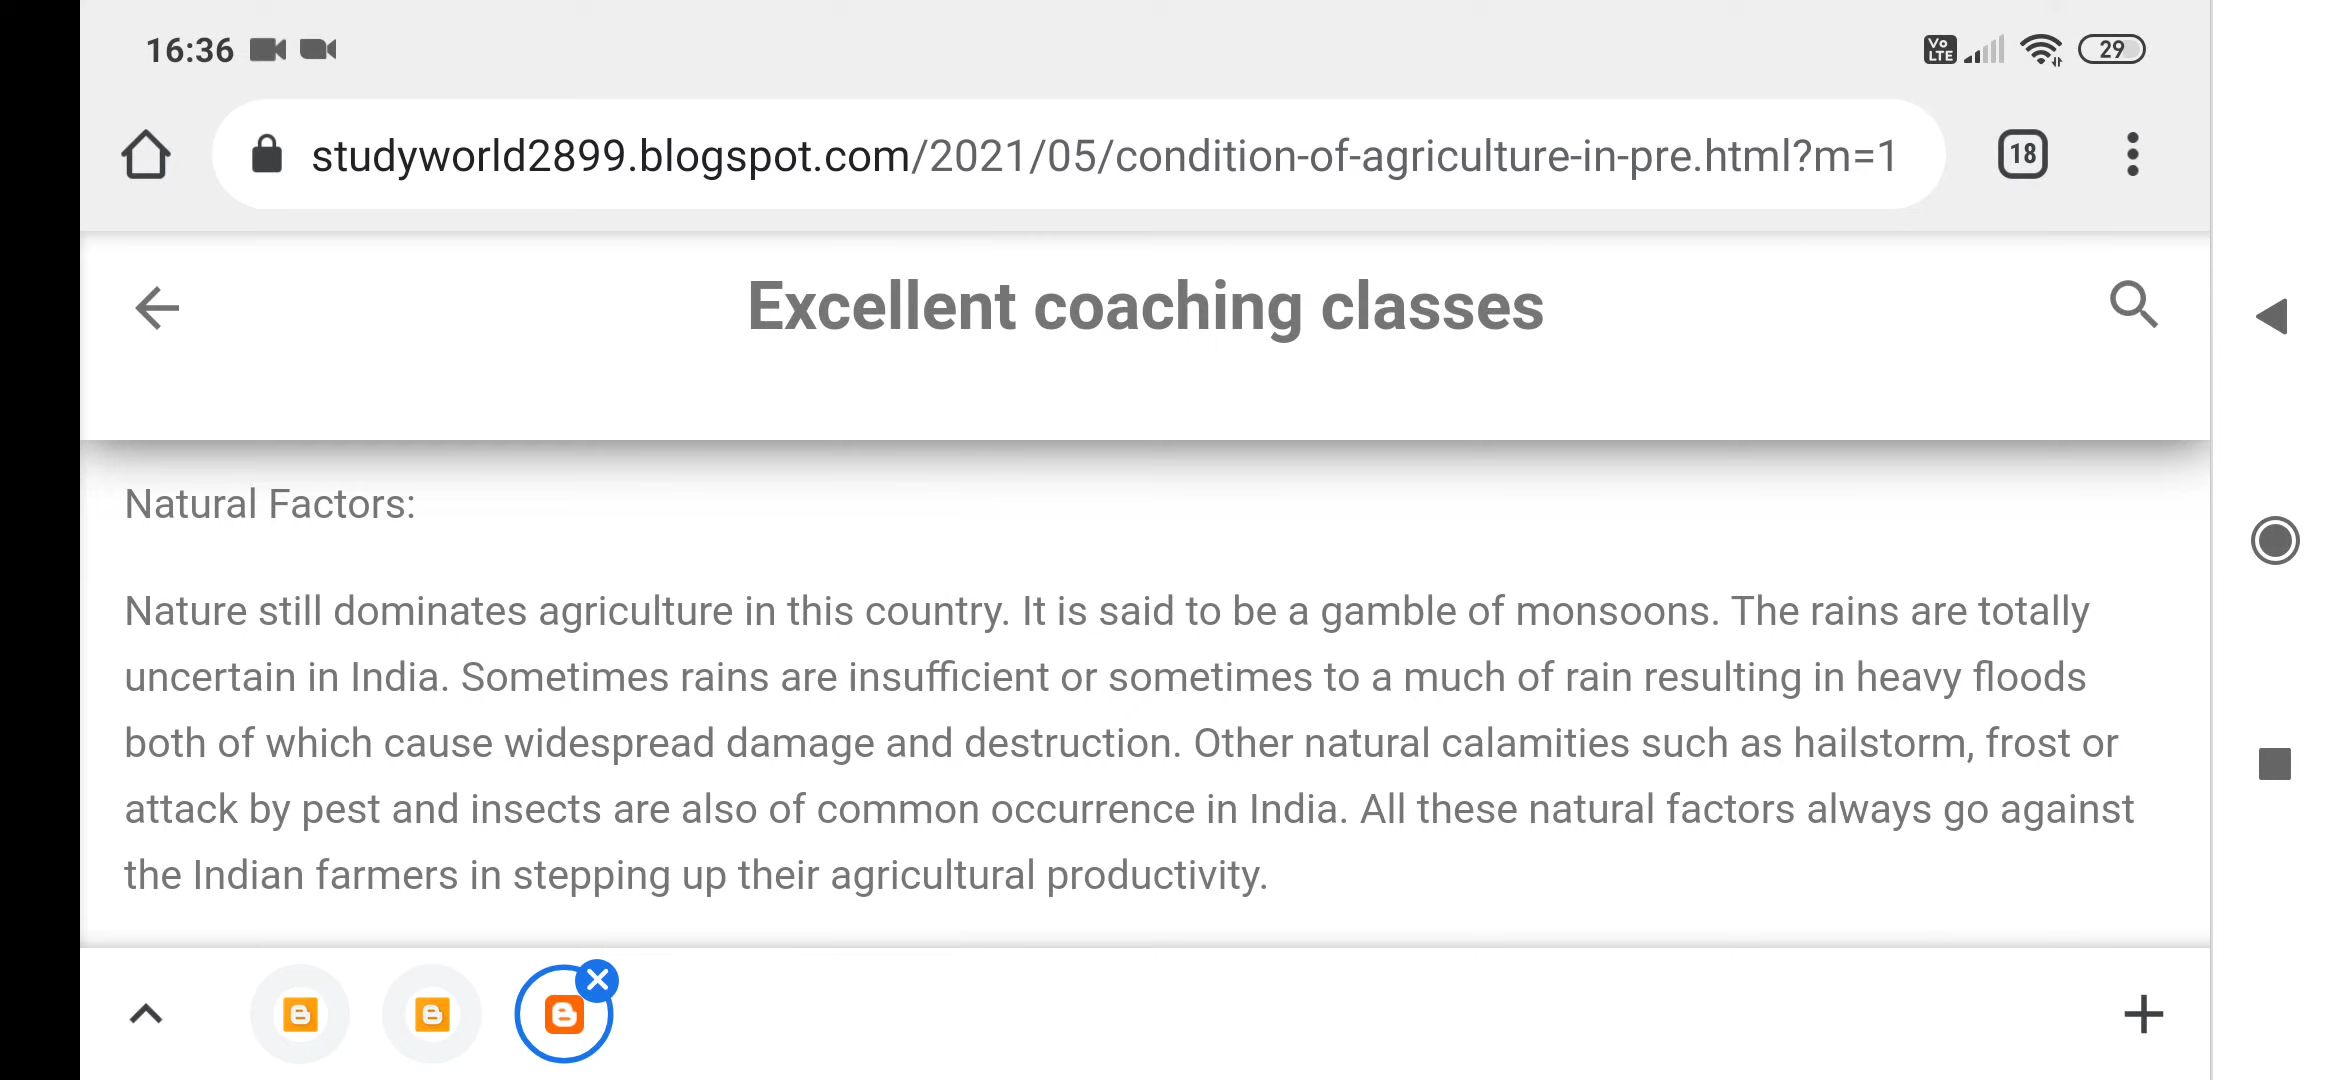 16:36
Vo LTE
29
studyworld2899.blogspot.com/2021/05/condition-of-agriculture-in-pre.html?m=1
18
Excellent coaching classes
Natural Factors:
Nature still dominates agriculture in this country. It is said to be a gamble of monsoons. The rains are totally
uncertain in India. Sometimes rains are insufficient or sometimes to a much of rain resulting in heavy floods
both of which cause widespread damage and destruction. Other natural calamities such as hailstorm, frost or
attack by pest and insects are also of common occurrence in India. All these natural factors always go against
the Indian farmers in stepping up their agricultural productivity.